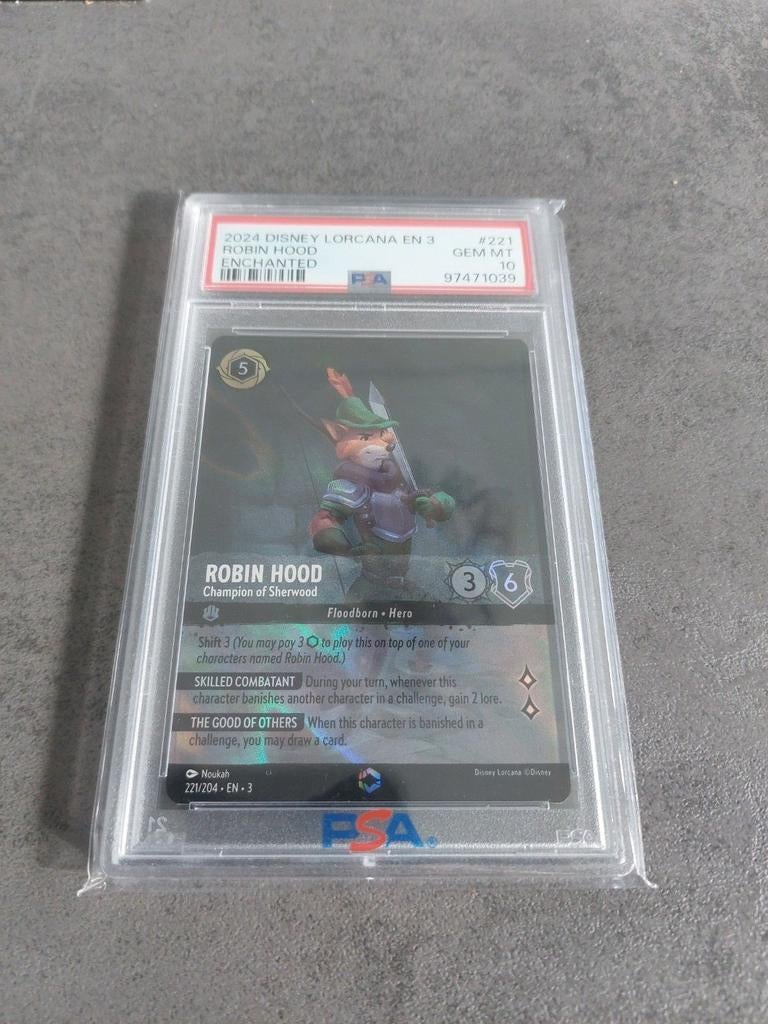 2024 DISNEY LORCANA EN 3 #221
ROBIN HOOD GEM MT
ENCHANTED 10
PSA 97471039
5
ROBIN HOOD
Champion of Sherwood
3 6
Floodborn • Hero
Shift 3 (You may pay 3 to play this on top of one of your
characters named Robin Hood.)
SKILLED COMBATANT During your turn, whenever this
character banishes another character in a challenge, gain 2 lore.
THE GOOD OF OTHERS When this character is banished in a
challenge, you may draw a card.
Noukah Disney Lorcana ©Disney
221/204 • EN • 3
PSA®